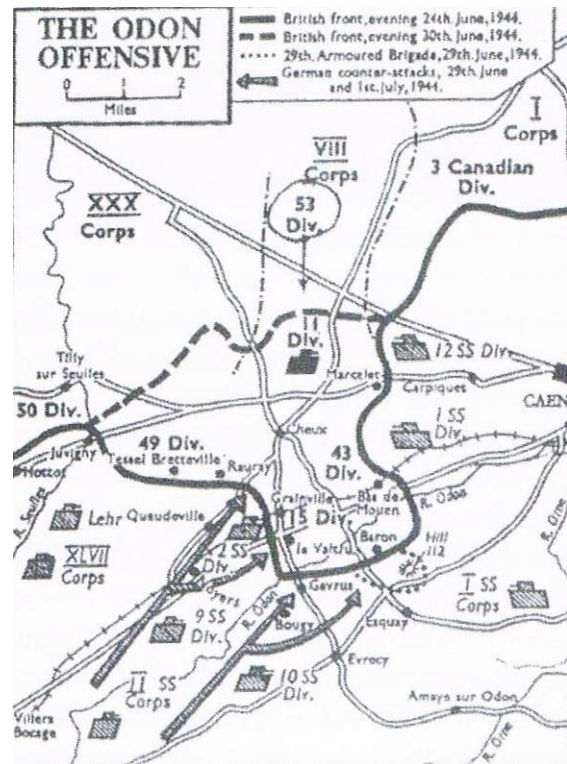 THE ODON
OFFENSIVE
0 1 2
Miles
British front, evening 24th. June, 1944.
British front, evening 30th June, 1944.
29th. Armoured Brigada, 29th. June, 1944.
German counter-attacks, 29th. June
and 1st. July, 1944.
I
Corps
VIII
Corps
3 Canadian
Div.
XXX
Corps
53
Div.
11
Div.
12 SS Div.
Tilly
sur Seulles
Marcelet
Carpiques
CAEN
50 Div.
1 SS
Div.
Cheux
49 Div.
43
Div.
Juvigny
Tessel Bretteville
Rauray
Hottot
R. Seulles
Grainville
Bas de
Mouen
R. Odon
R. Orne
Lehr
Queudeville
15 Div.
Baron
Hill
112
XLVII
Corps
2 SS
Div.
la Valtru
Gavrus
I SS
Corps
9 SS
Div.
R. Odon
Bougy
Esquay
II SS
Corps
10 SS
Div.
Evrecy
Villers
Bocage
Amaye sur Odon
R. Orne